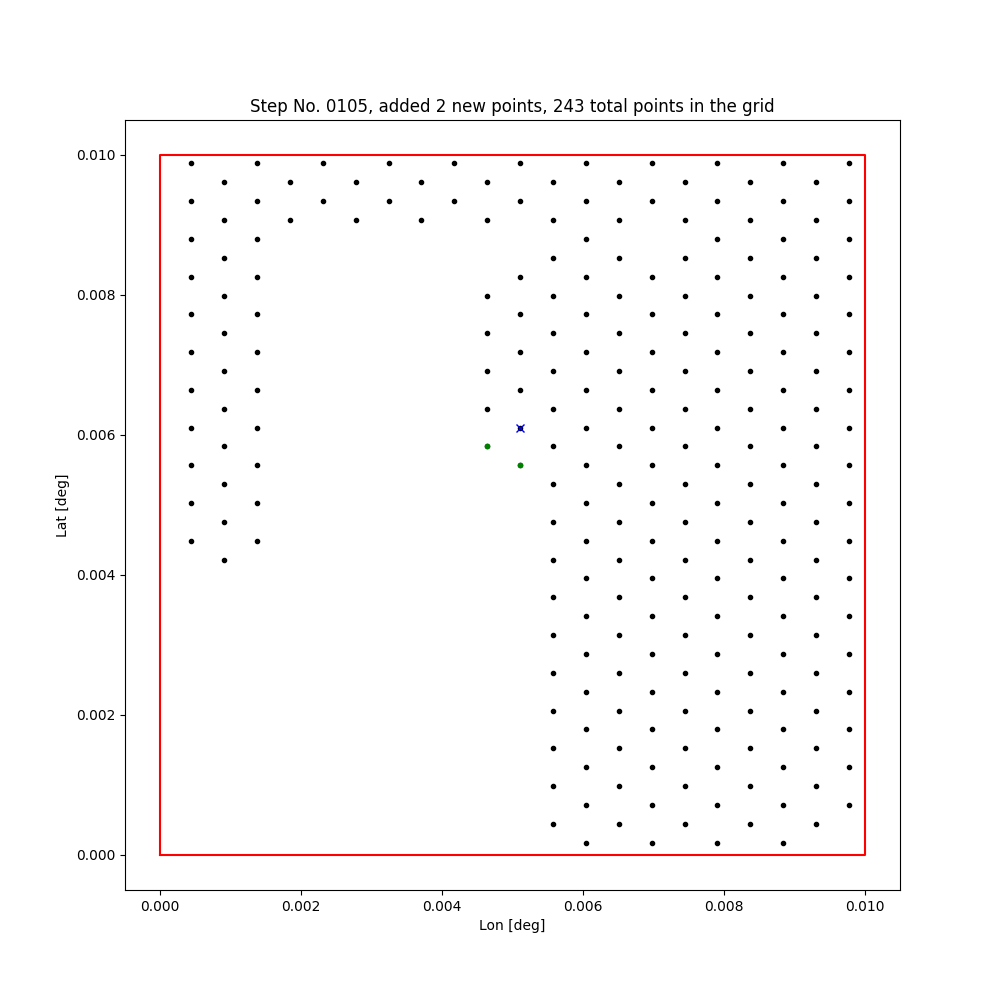 Step No. 0105, added 2 new points, 243 total points in the grid
0.010
0.008
0.006
0.004
0.002
0.000
Lat [deg]
0.000 0.002 0.004 0.006 0.008 0.010
Lon [deg]